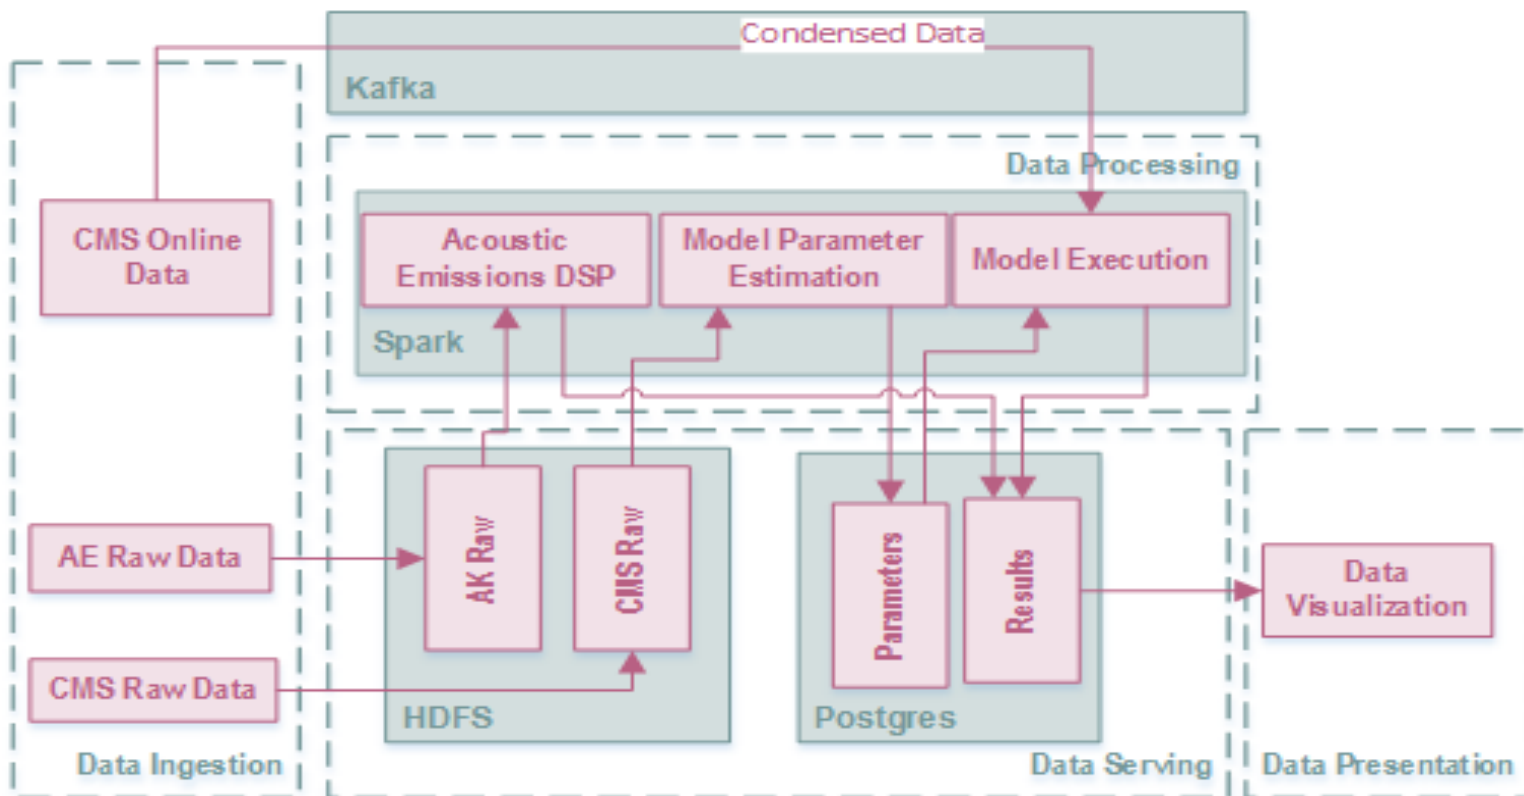 Condensed Data
Kafka
Data Processing
CMS Online
Data
Acoustic
Emissions DSP
Model Parameter
Estimation
Model Execution
Spark
AE Raw Data
CMS Raw Data
Data Ingestion
AK Raw
CMS Raw
HDFS
Parameters
Results
Postgres
Data Serving
Data
Visualization
Data Presentation